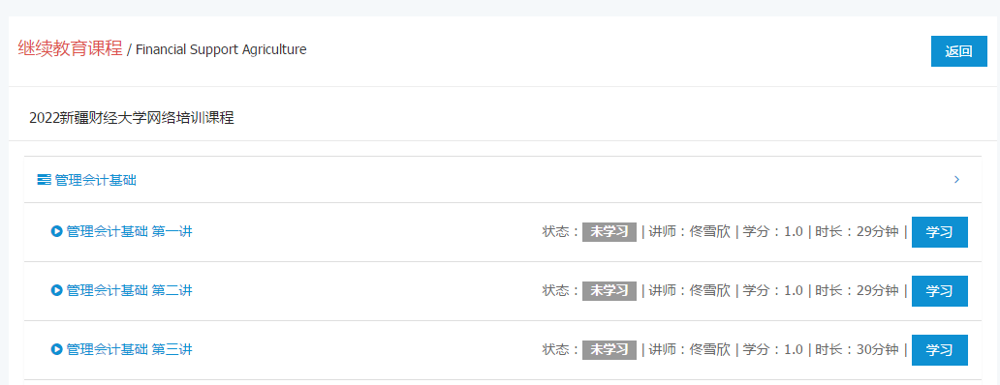 继续教育课程 / Financial Support Agriculture
返回
2022新疆财经大学网络培训课程
管理会计基础
管理会计基础 第一讲 状态：未学习 | 讲师：佟雪欣 | 学分：1.0 | 时长：29分钟 | 学习
管理会计基础 第二讲 状态：未学习 | 讲师：佟雪欣 | 学分：1.0 | 时长：29分钟 | 学习
管理会计基础 第三讲 状态：未学习 | 讲师：佟雪欣 | 学分：1.0 | 时长：30分钟 | 学习